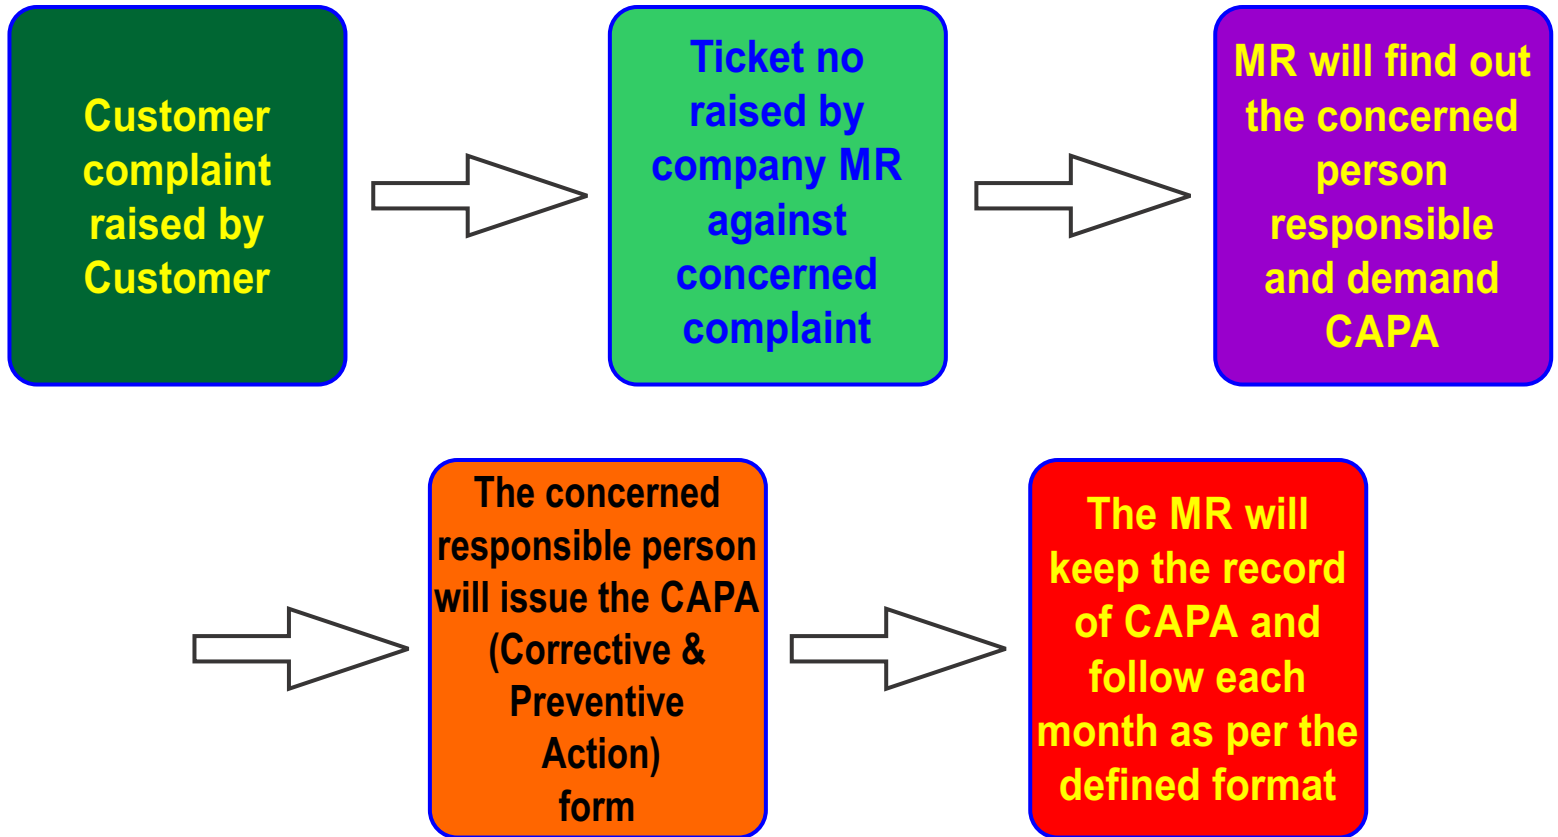 Customer
complaint
raised by
Customer
Ticket no
raised by
company MR
against
concerned
complaint
MR will find out
the concerned
person
responsible
and demand
CAPA
The concerned
responsible person
will issue the CAPA
(Corrective &
Preventive
Action)
form
The MR will
keep the record
of CAPA and
follow each
month as per the
defined format